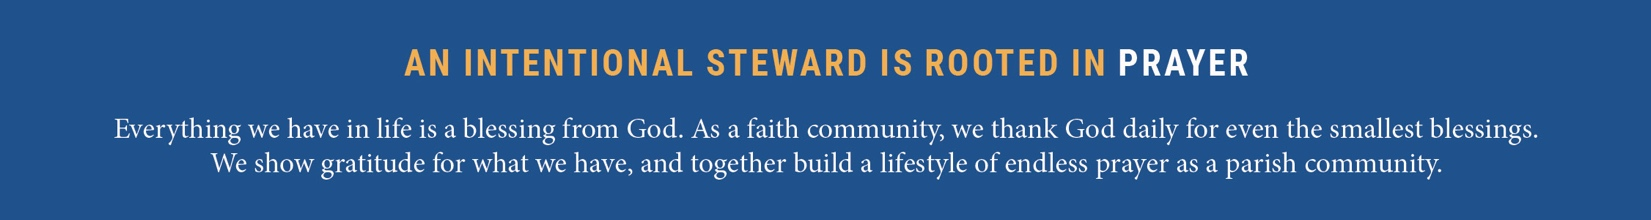 AN INTENTIONAL STEWARD IS ROOTED IN PRAYER
Everything we have in life is a blessing from God. As a faith community, we thank God daily for even the smallest blessings.
We show gratitude for what we have, and together build a lifestyle of endless prayer as a parish community.